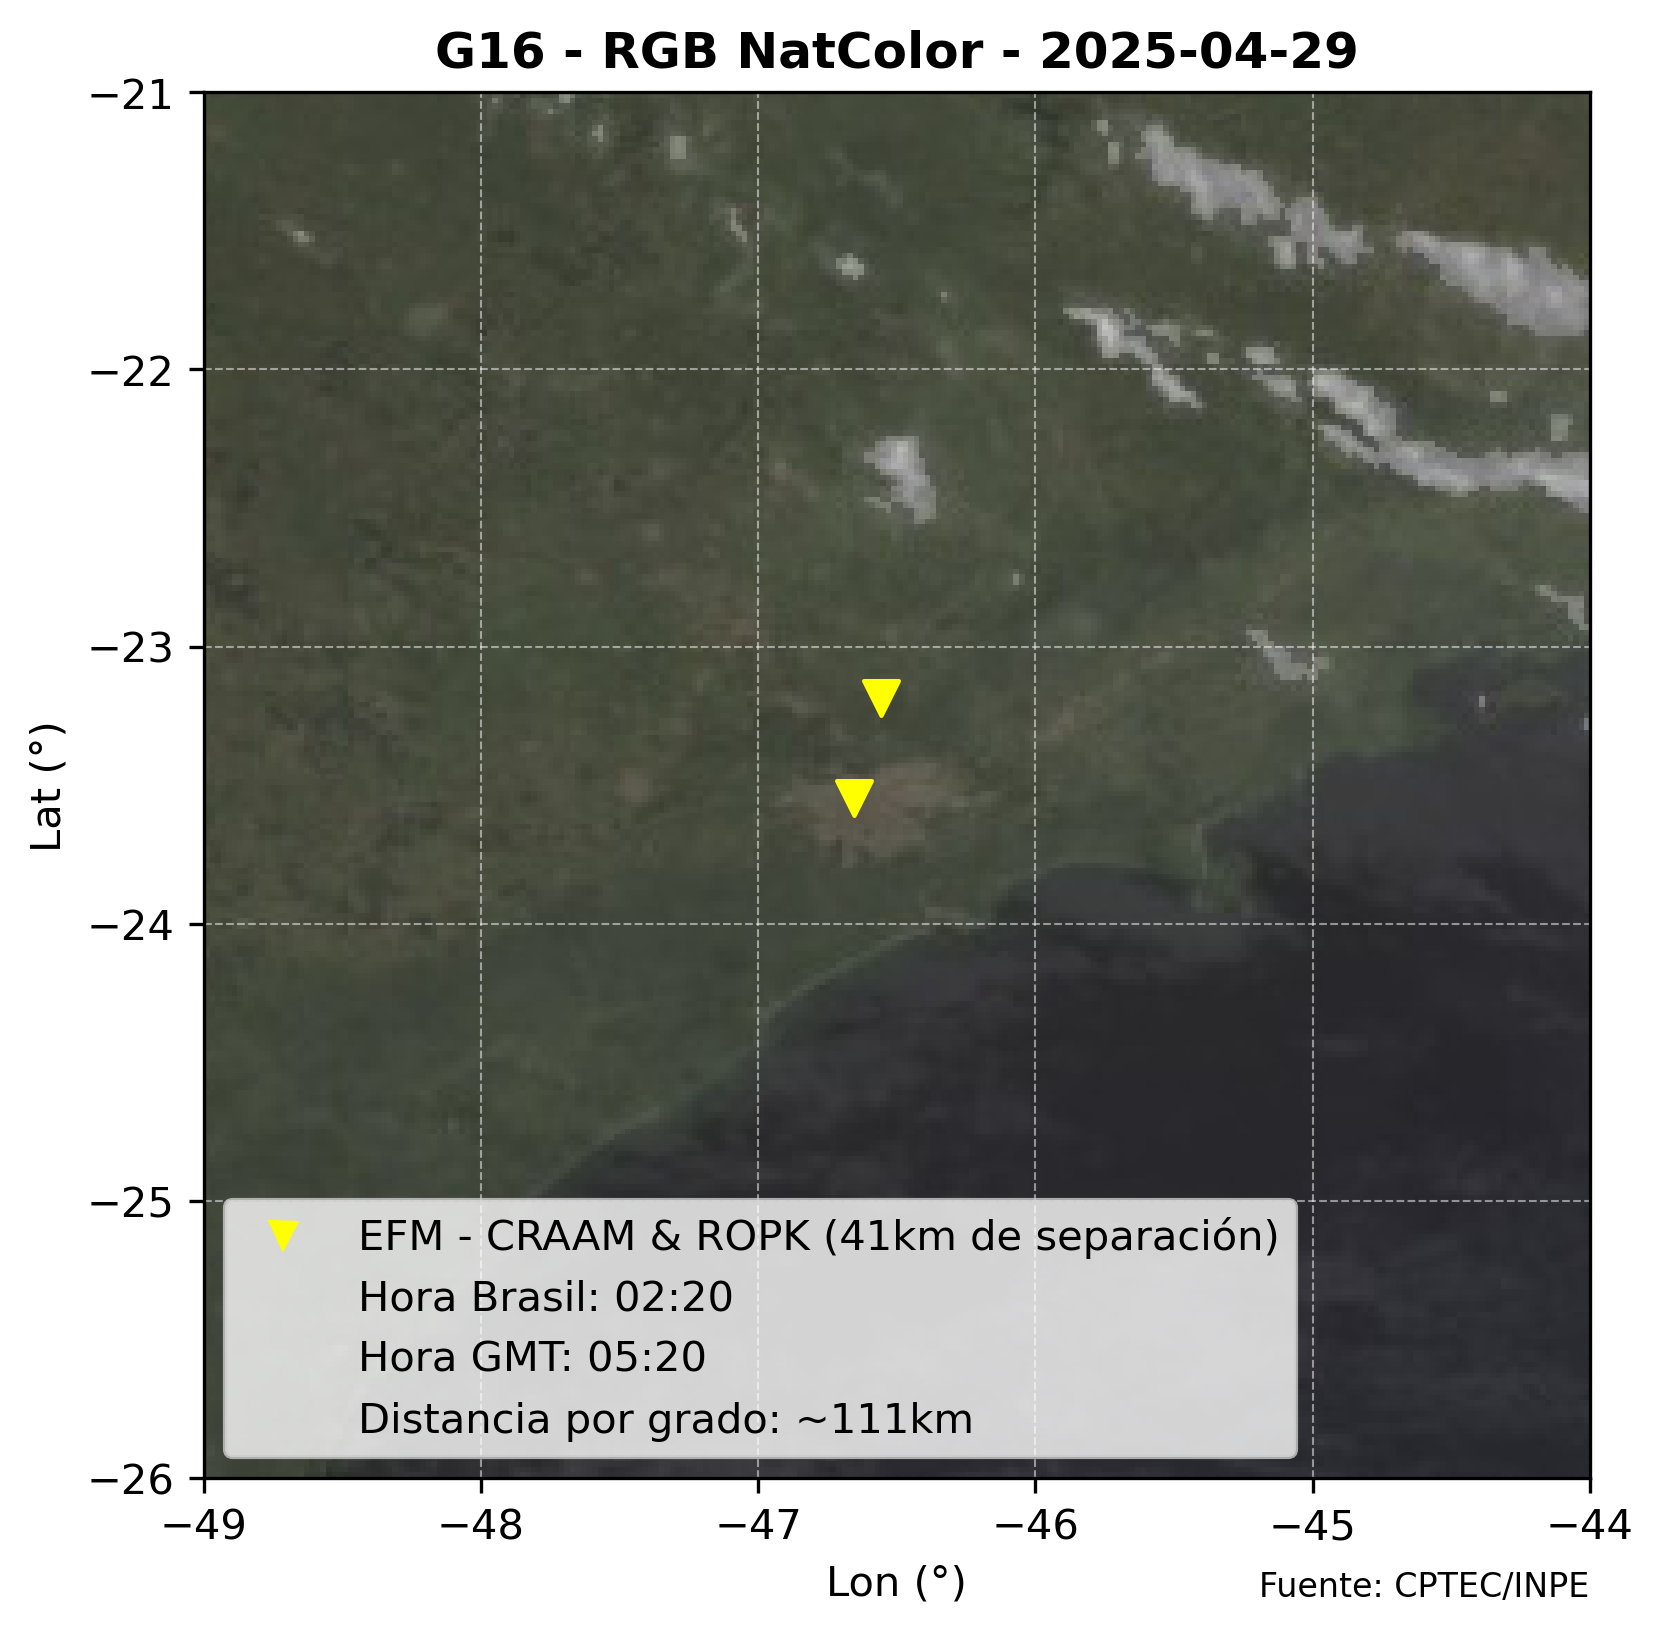 G16 - RGB NatColor - 2025-04-29
−21
−22
−23
−24
−25
−26
Lat (°)
EFM - CRAAM & ROPK (41km de separación)
Hora Brasil: 02:20
Hora GMT: 05:20
Distancia por grado: ~111km
−49 −48 −47 −46 −45 −44
Lon (°)
Fuente: CPTEC/INPE